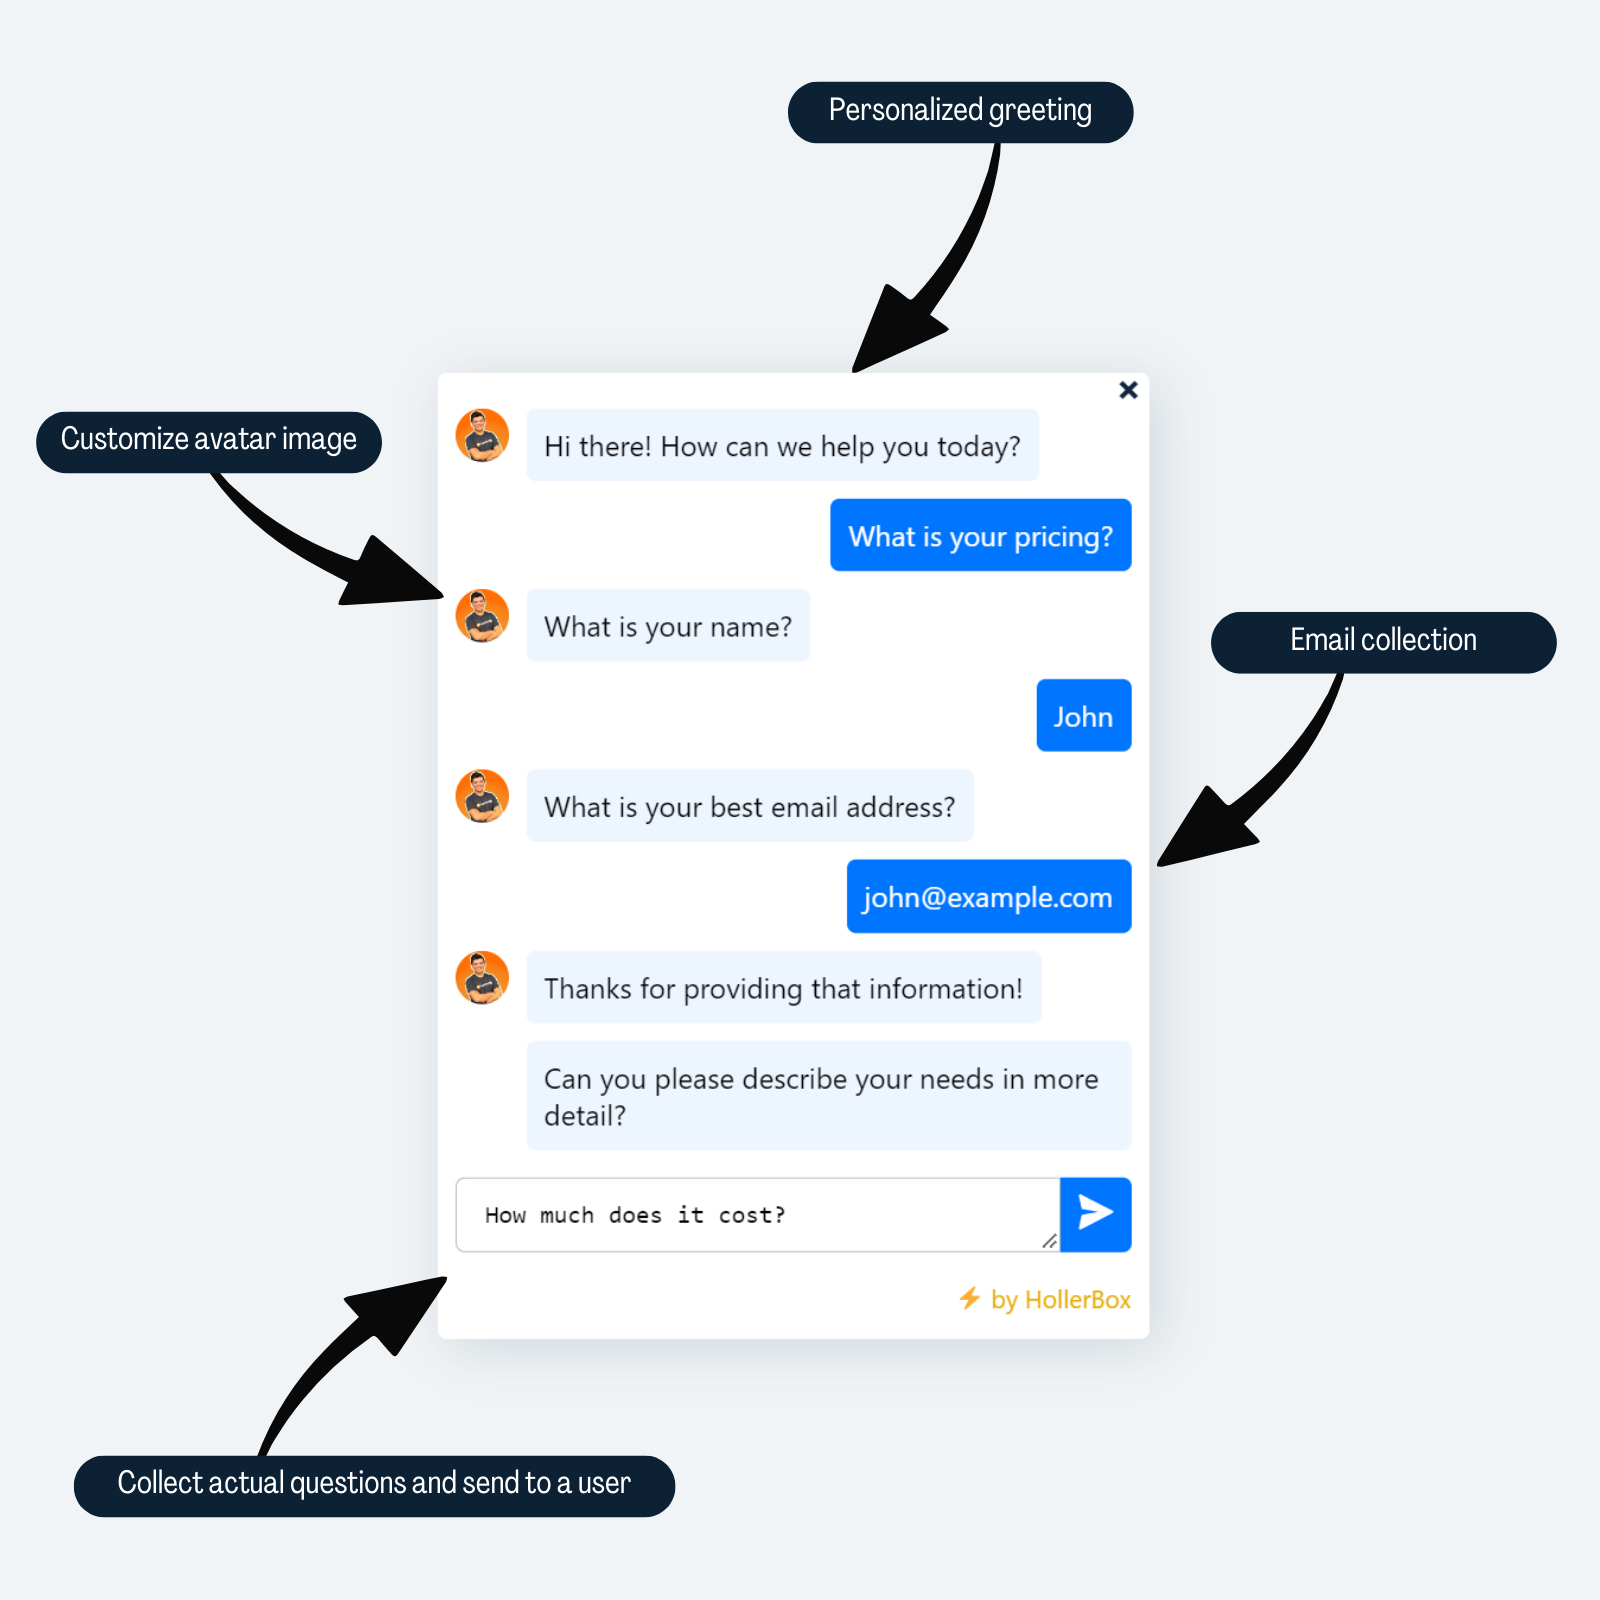 Personalized greeting
Customize avatar image
Hi there! How can we help you today?
What is your pricing?
What is your name?
Email collection
John
What is your best email address?
john@example.com
Thanks for providing that information!
Can you please describe your needs in more
detail?
How much does it cost?
by HollerBox
Collect actual questions and send to a user